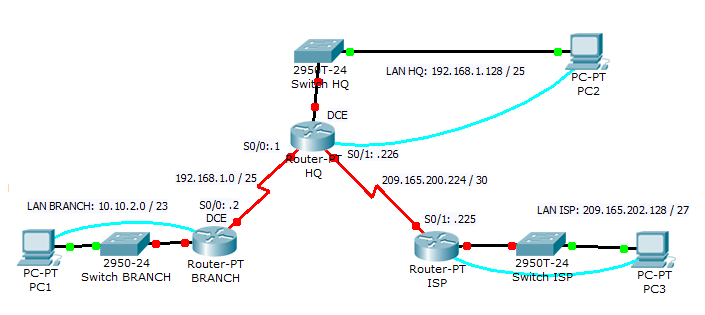 2950T-24
Switch HQ
LAN HQ: 192.168.1.128 / 25
PC-PT
PC2
DCE
S0/0:.1
Router-PT
HQ
S0/1: .226
192.168.1.0 / 25
209.165.200.224 / 30
LAN BRANCH: 10.10.2.0 / 23
S0/0: .2
DCE
S0/1: .225
LAN ISP: 209.165.202.128 / 27
PC-PT
PC1
2950-24
Switch BRANCH
Router-PT
BRANCH
Router-PT
ISP
2950T-24
Switch ISP
PC-PT
PC3